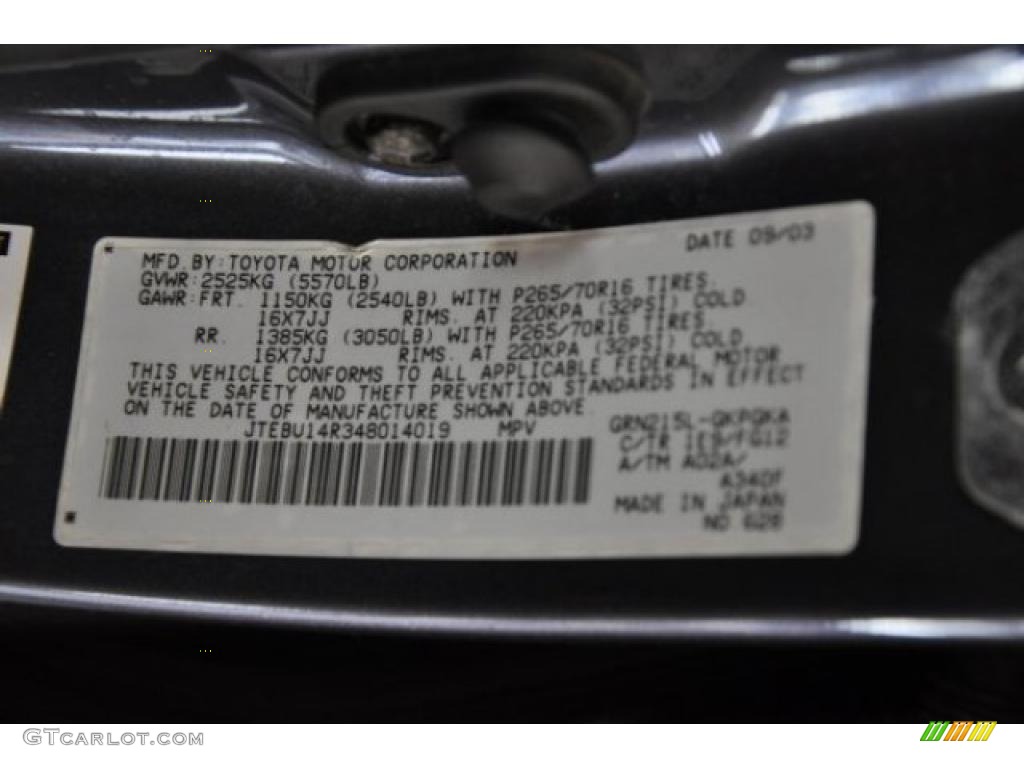 DATE 09/03
MFD. BY: TOYOTA MOTOR CORPORATION
GVWR: 2525KG (5570LB)
GAWR: FRT. 1150KG (2540LB) WITH P265/70R16 TIRES.
16X7JJ RIMS. AT 220KPA (32PSI) COLD
RR. 1385KG (3050LB) WITH P265/70R16 TIRES.
16X7JJ RIMS. AT 220KPA (32PSI) COLD
THIS VEHICLE CONFORMS TO ALL APPLICABLE FEDERAL MOTOR
VEHICLE SAFETY AND THEFT PREVENTION STANDARDS IN EFFECT
ON THE DATE OF MANUFACTURE SHOWN ABOVE.
JTEBU14R348014019 MPV
GRN215L-GKPGKA
C/TR 1E9/FG12
A/TM A02A/
A340F
MADE IN JAPAN
NO G28
GTCarLot.com